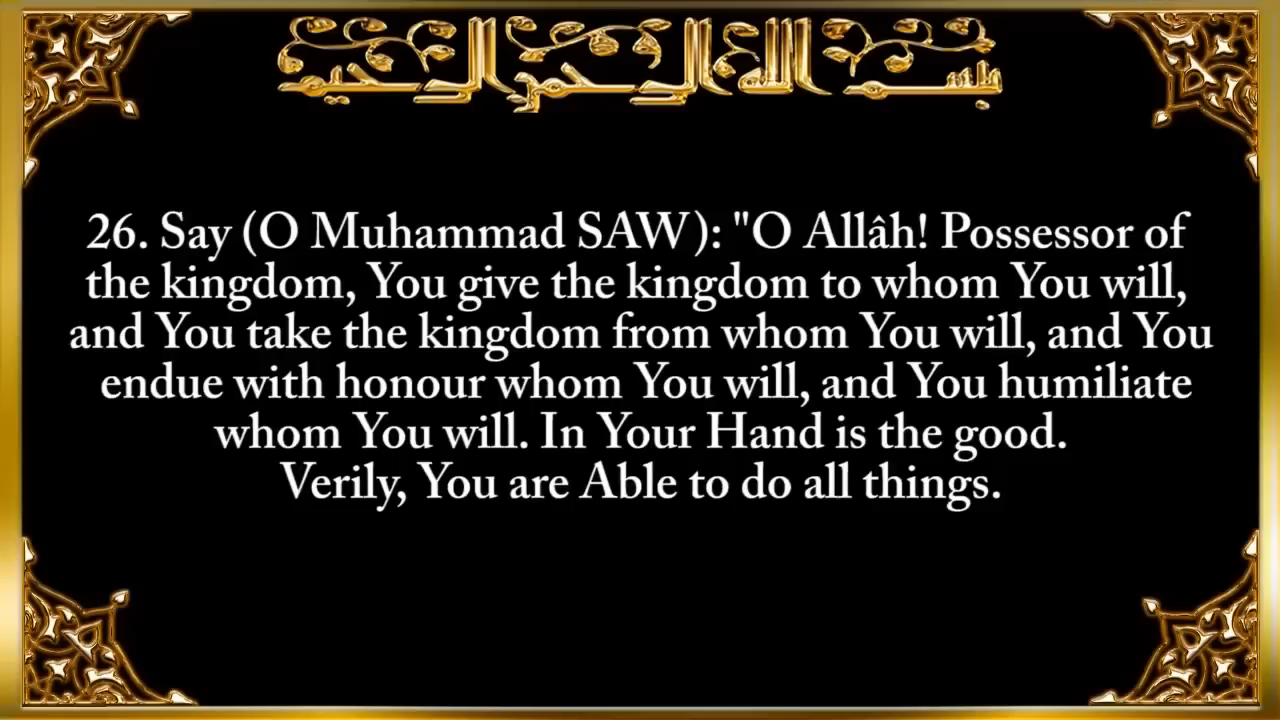 بسم الله الرحمن الرحيم
26. Say (O Muhammad SAW): "O Allâh! Possessor of
the kingdom, You give the kingdom to whom You will,
and You take the kingdom from whom You will, and You
endue with honour whom You will, and You humiliate
whom You will. In Your Hand is the good.
Verily, You are Able to do all things.